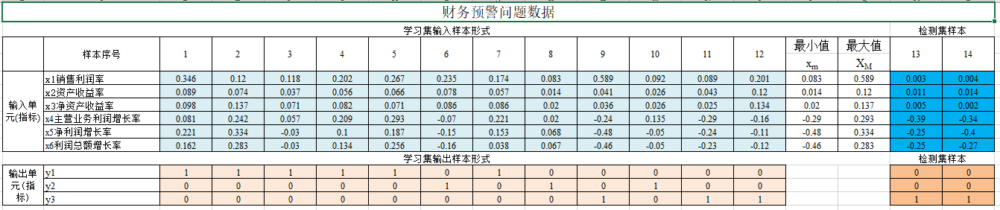 财务预警问题数据
学习集输入样本形式 检测集样本
样本序号 1 2 3 4 5 6 7 8 9 10 11 12 最小值 xm 最大值 XM 13 14
输入单元(指标)
x1销售利润率 0.346 0.12 0.118 0.202 0.267 0.235 0.174 0.083 0.589 0.092 0.089 0.201 0.083 0.589 0.003 0.004
x2资产收益率 0.089 0.074 0.037 0.056 0.066 0.078 0.057 0.014 0.041 0.026 0.043 0.12 0.014 0.12 0.011 0.014
x3净资产收益率 0.098 0.137 0.071 0.082 0.071 0.086 0.086 0.02 0.036 0.026 0.025 0.134 0.02 0.137 0.005 0.002
x4主营业务利润增长率 0.081 0.242 0.057 0.209 0.293 -0.07 0.221 0.02 -0.24 0.135 -0.29 -0.16 -0.29 0.293 -0.39 -0.34
x5净利润增长率 0.221 0.334 -0.03 0.1 0.187 -0.15 0.153 0.068 -0.48 -0.1 -0.24 -0.11 -0.48 0.334 -0.25 -0.4
x6利润总额增长率 0.162 0.283 -0.03 0.134 0.256 -0.16 0.038 0.067 -0.46 -0.05 -0.23 -0.12 -0.46 0.283 -0.25 -0.27
学习集输出样本形式 检测集样本
输出单元(指标)
y1 1 1 1 1 1 0 1 0 0 0 0 0 0 0
y2 0 0 0 0 0 1 0 1 0 1 0 0 0 0
y3 0 0 0 0 0 0 0 0 1 0 1 1 1 1